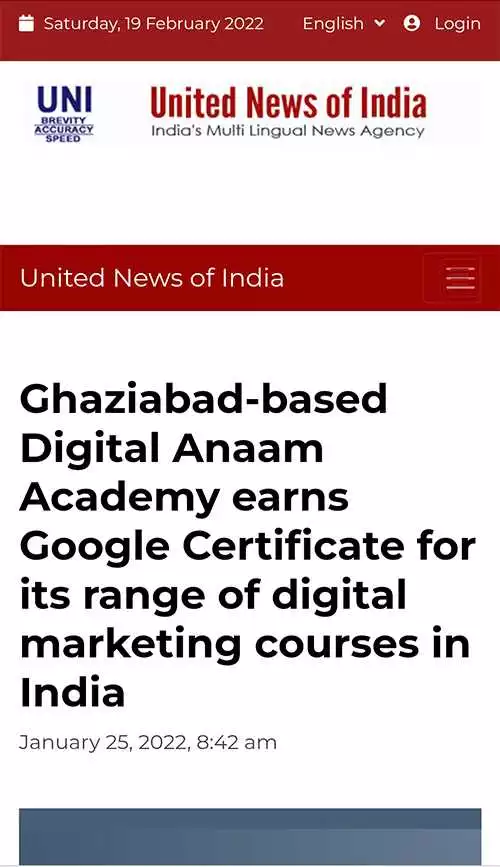 Saturday, 19 February 2022 English Login
UNI United News of India
BREVITY
ACCURACY India's Multi Lingual News Agency
SPEED
United News of India
Ghaziabad-based
Digital Anaam
Academy earns
Google Certificate for
its range of digital
marketing courses in
India
January 25, 2022, 8:42 am